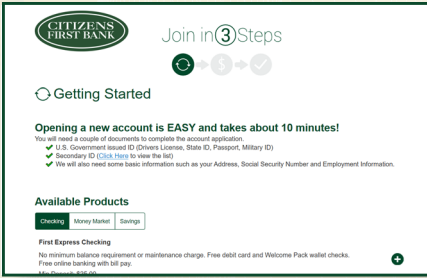 CITIZENS
FIRST BANK
Join in 3 Steps
$
Getting Started
Opening a new account is EASY and takes about 10 minutes!
You will need a couple of documents to complete the account application.
U.S. Government issued ID (Drivers License, State ID, Passport, Military ID)
Secondary ID (Click Here to view the list)
We will also need some basic information such as your Address, Social Security Number and Employment Information.
Available Products
Checking Money Market Savings
First Express Checking
No minimum balance requirement or maintenance charge. Free debit card and Welcome Pack wallet checks.
Free online banking with bill pay.
Min Deposit: $25.00